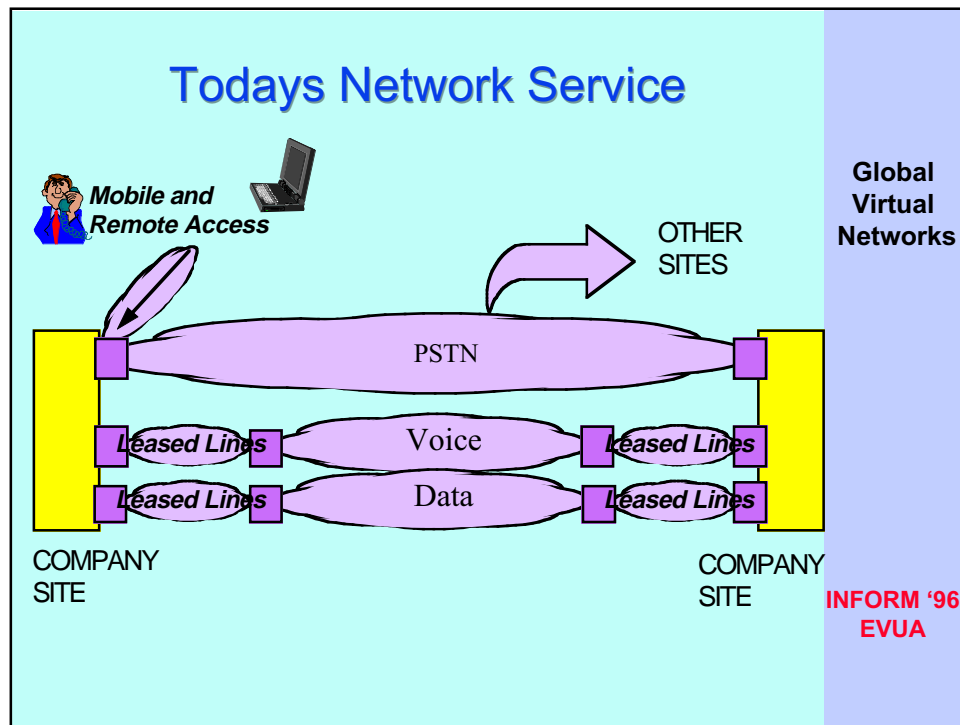 Todays Network Service
Mobile and
Remote Access
OTHER
SITES
PSTN
Leased Lines
Voice
Leased Lines
Leased Lines
Data
Leased Lines
COMPANY
SITE
COMPANY
SITE
Global
Virtual
Networks
INFORM ‘96
EVUA